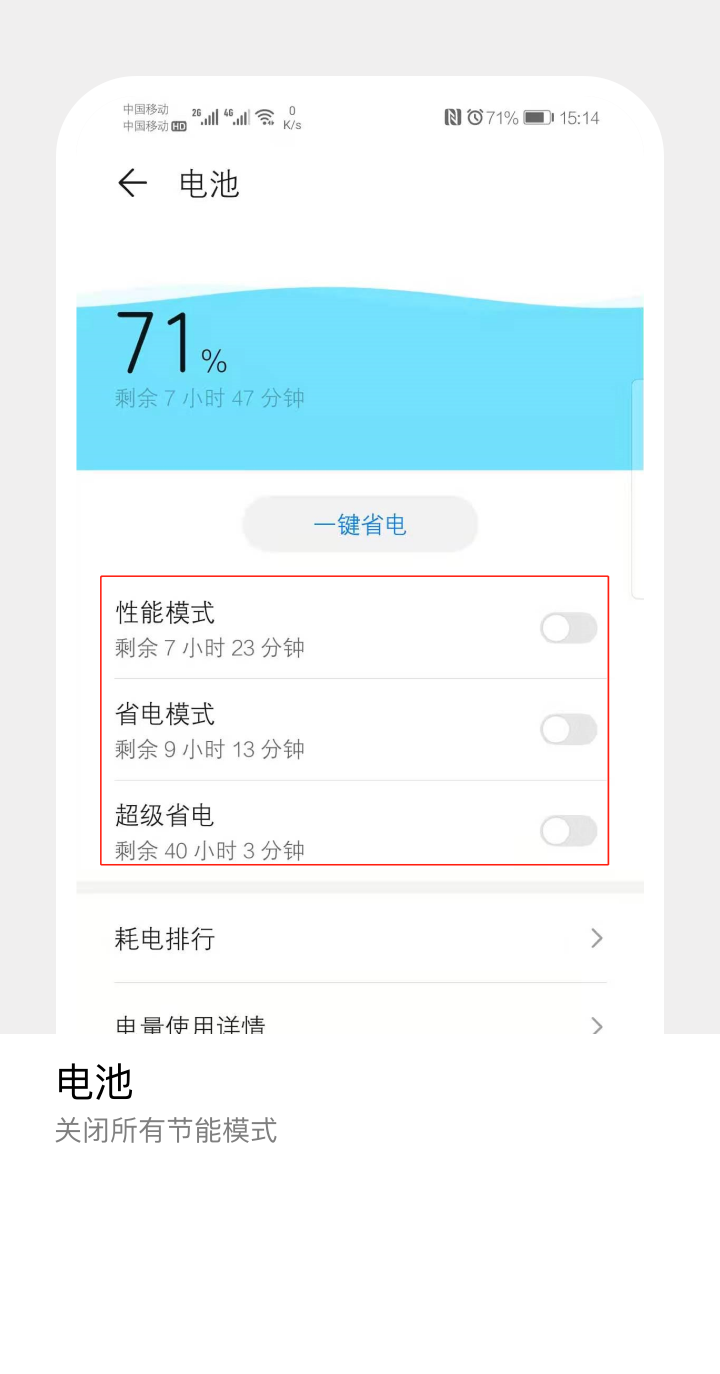 中国移动
中国移动 HD
2G 4G 0 K/s
71% 15:14
电池
71%
剩余 7 小时 47 分钟
一键省电
性能模式
剩余 7 小时 23 分钟
省电模式
剩余 9 小时 13 分钟
超级省电
剩余 40 小时 3 分钟
耗电排行
电量使用详情
电池
关闭所有节能模式